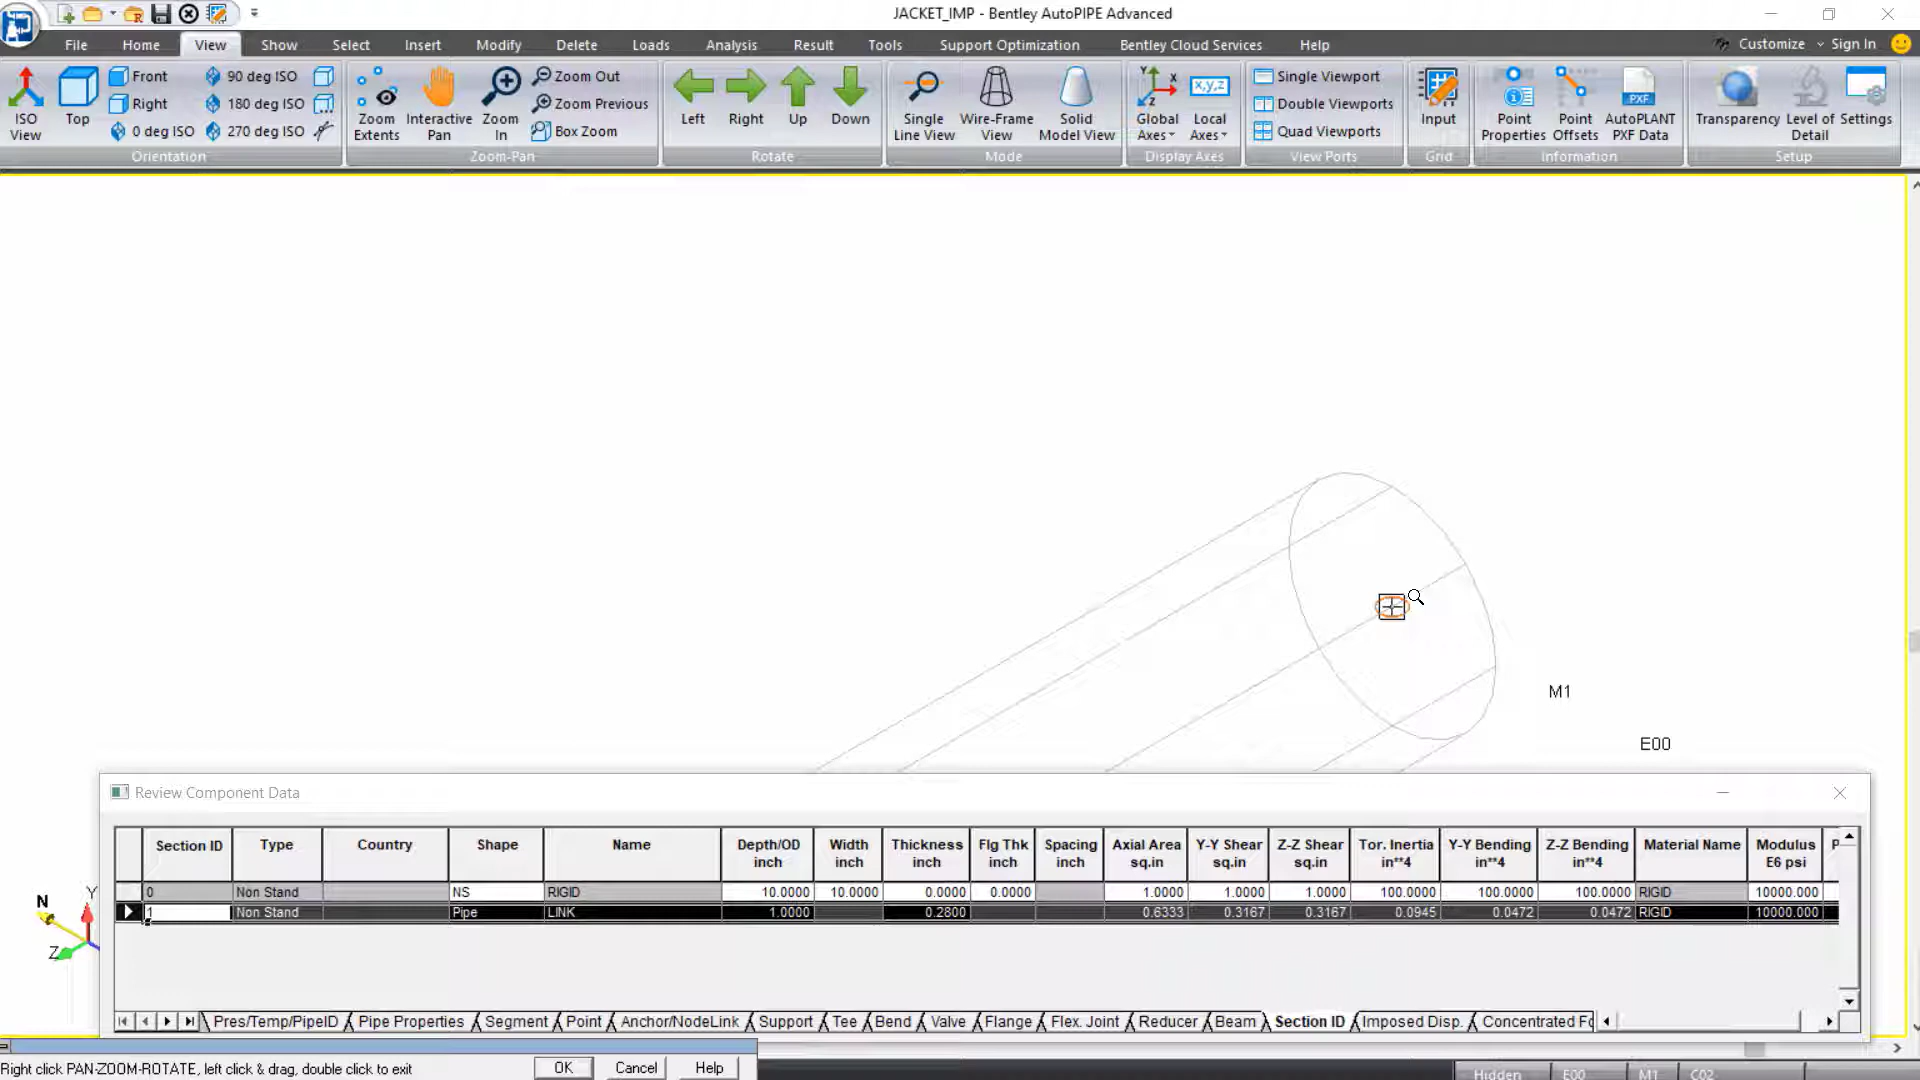 JACKET_IMP - Bentley AutoPIPE Advanced
File Home View Show Select Insert Modify Delete Loads Analysis Result Tools Support Optimization Bentley Cloud Services Help Customize Sign In
ISO View
Top
Front
Right
0 deg ISO
90 deg ISO
180 deg ISO
270 deg ISO
Orientation
Zoom Extents
Interactive Pan
Zoom In
Zoom Out
Zoom Previous
Box Zoom
Zoom-Pan
Left
Right
Up
Down
Rotate
Single Line View
Wire-Frame View
Solid Model View
Mode
Global Axes
x,y,z
Local Axes
Display Axes
Single Viewport
Double Viewports
Quad Viewports
View Ports
Input
Grid
Point Properties
Point Offsets
PXF
AutoPLANT PXF Data
Information
Transparency
Level of Detail
Settings
Setup
M1
E00
N
Y
Z
Review Component Data
Section ID Type Country Shape Name Depth/OD inch Width inch Thickness inch Flg Thk inch Spacing inch Axial Area sq.in Y-Y Shear sq.in Z-Z Shear sq.in Tor. Inertia in**4 Y-Y Bending in**4 Z-Z Bending in**4 Material Name Modulus E6 psi P
0 Non Stand NS RIGID 10.0000 10.0000 0.0000 0.0000 1.0000 1.0000 1.0000 100.0000 100.0000 100.0000 RIGID 10000.000
1 Non Stand Pipe LINK 1.0000 0.2800 0.6333 0.3167 0.3167 0.0945 0.0472 0.0472 RIGID 10000.000
Pres/Temp/PipeID Pipe Properties Segment Point Anchor/NodeLink Support Tee Bend Valve Flange Flex. Joint Reducer Beam Section ID Imposed Disp. Concentrated Fo
Right click PAN-ZOOM-ROTATE, left click & drag, double click to exit OK Cancel Help
Hidden E00 M1 C02